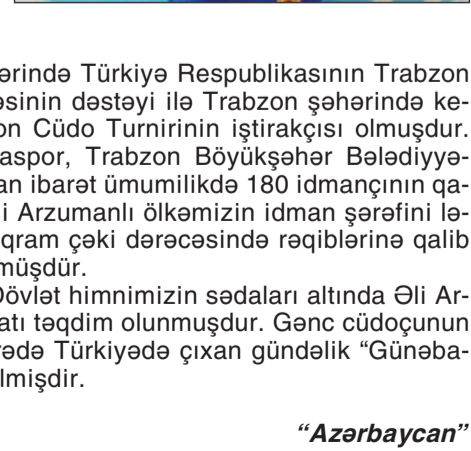 ərində Türkiyə Respublikasının Trabzon
əsinin dəstəyi ilə Trabzon şəhərində ke-
on Cüdo Turnirinin iştirakçısı olmuşdur.
aspor, Trabzon Böyükşəhər Bələdiyyə-
an ibarət ümumilikdə 180 idmançının qa-
i Arzumanlı ölkəmizin idman şərəfini lə-
qram çəki dərəcəsində rəqiblərinə qalib
müşdür.
Dövlət himnimizin sədaları altında Əli Ar-
atı təqdim olunmuşdur. Gənc cüdoçunun
rədə Türkiyədə çıxan gündəlik “Günəba-
lmişdir.
“Azərbaycan”